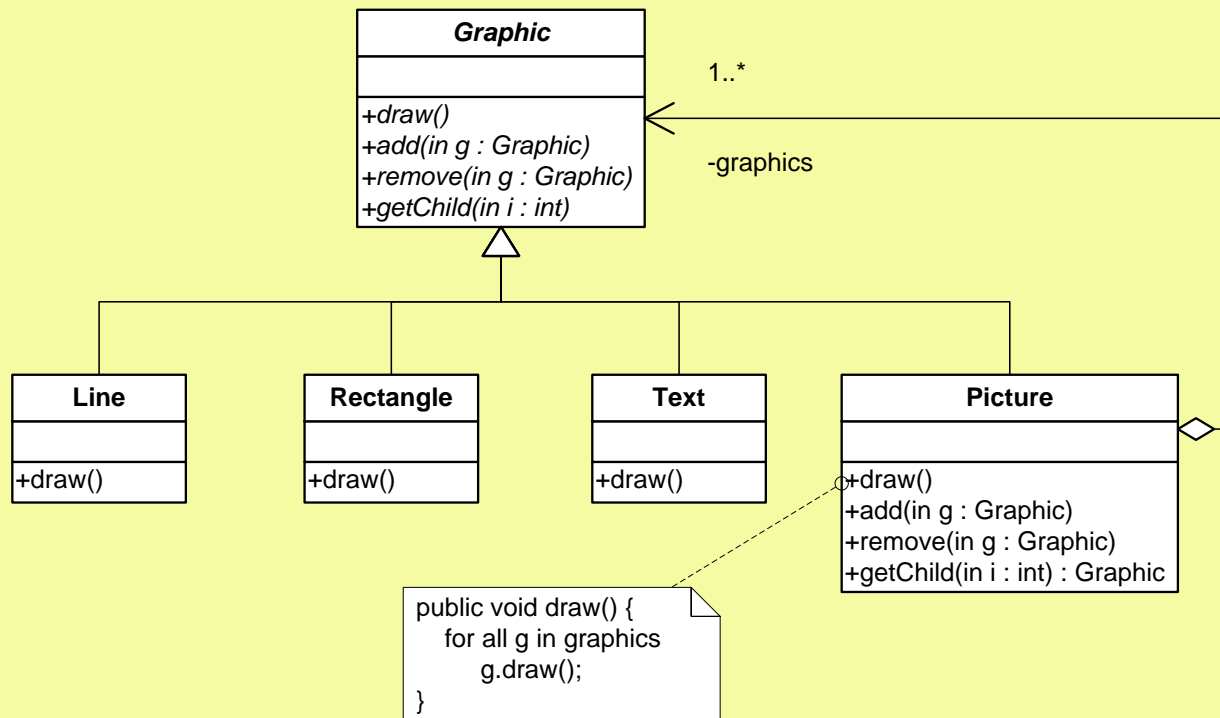 Graphic
+draw()
+add(in g : Graphic)
+remove(in g : Graphic)
+getChild(in i : int)
1..*
-graphics
Line
+draw()
Rectangle
+draw()
Text
+draw()
Picture
+draw()
+add(in g : Graphic)
+remove(in g : Graphic)
+getChild(in i : int) : Graphic
public void draw() {
for all g in graphics
g.draw();
}